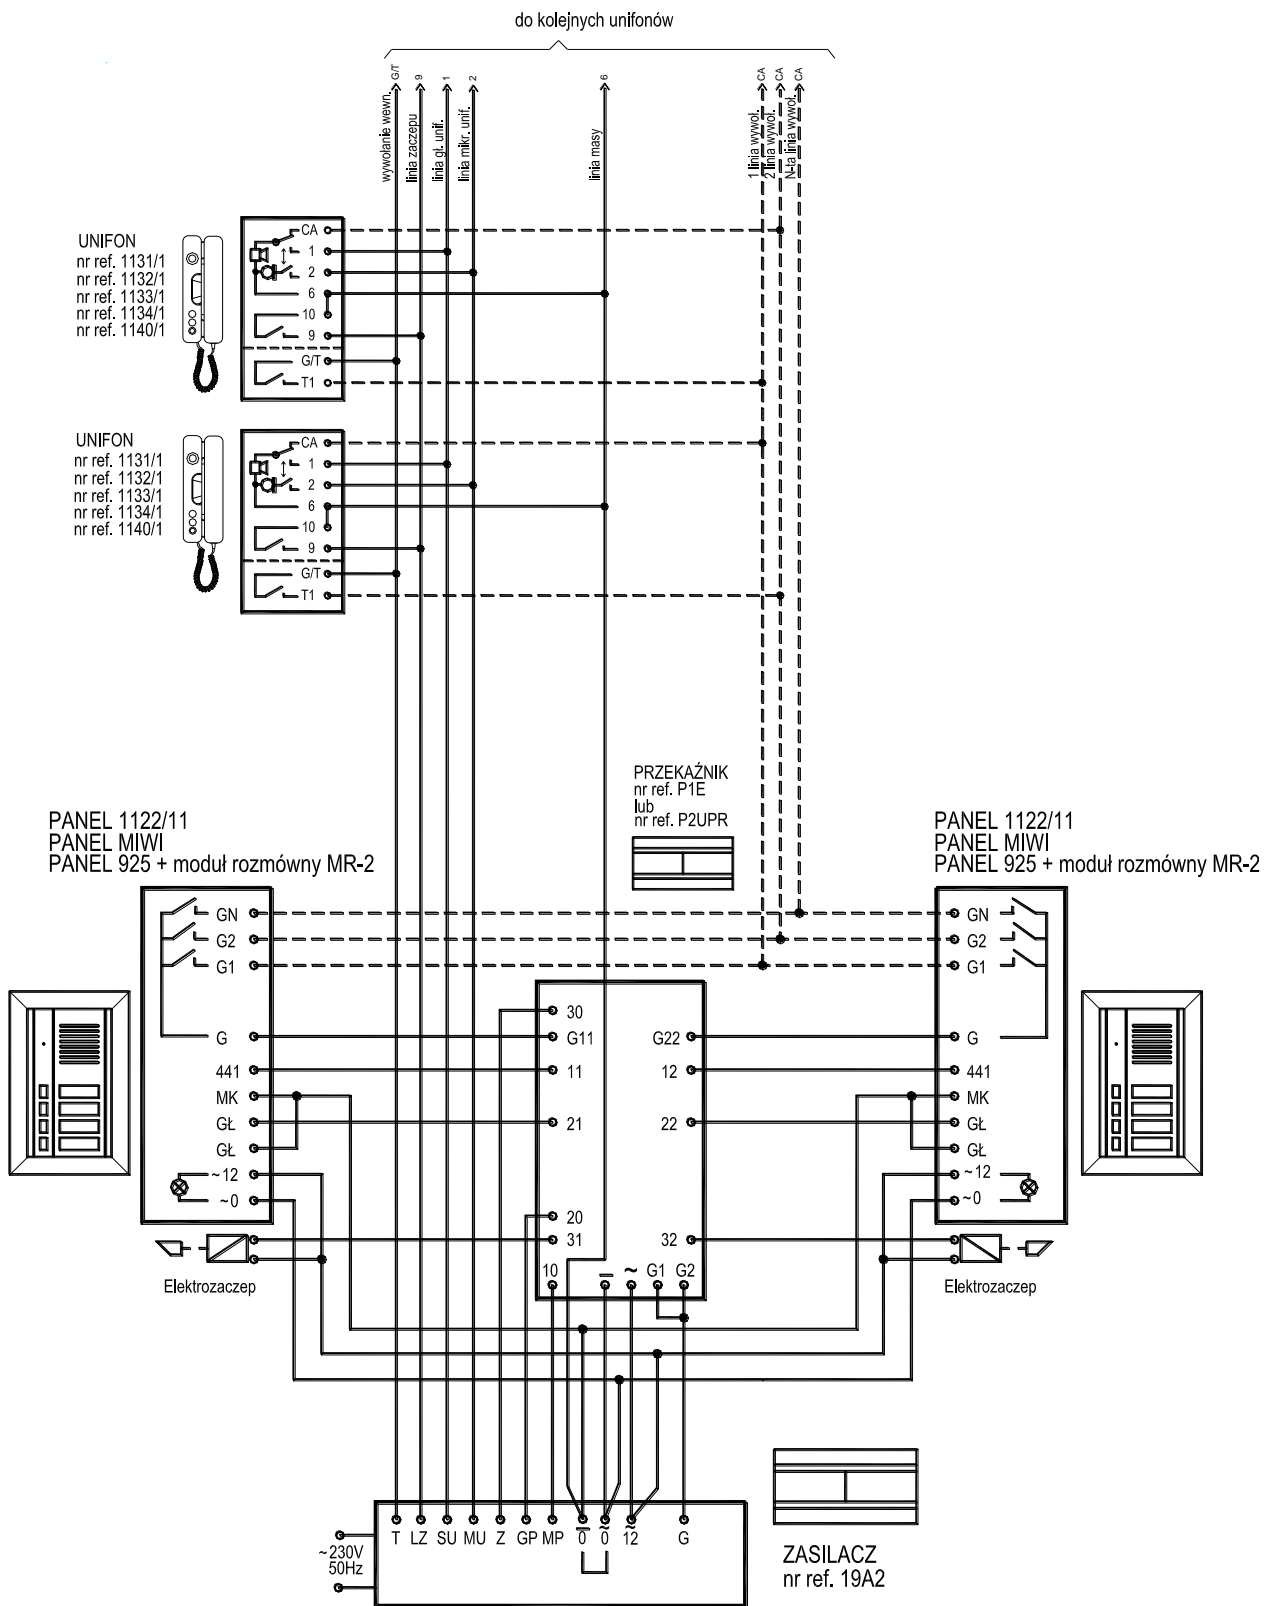 do kolejnych unifonów
G/T
9
1
2
6
CA
CA
CA
wywołanie wewn.
linia zaczepu
linia gł. unif.
linia mikr. unif.
linia masy
1 linia wywoł.
2 linia wywoł.
N-ta linia wywoł.
UNIFON
nr ref. 1131/1
nr ref. 1132/1
nr ref. 1133/1
nr ref. 1134/1
nr ref. 1140/1
CA
1
2
6
10
9
G/T
T1
UNIFON
nr ref. 1131/1
nr ref. 1132/1
nr ref. 1133/1
nr ref. 1134/1
nr ref. 1140/1
CA
1
2
6
10
9
G/T
T1
PRZEKAŹNIK
nr ref. P1E
lub
nr ref. P2UPR
PANEL 1122/11
PANEL MIWI
PANEL 925 + moduł rozmówny MR-2
PANEL 1122/11
PANEL MIWI
PANEL 925 + moduł rozmówny MR-2
GN
G2
G1
G
441
MK
GŁ
GŁ
~12
~0
30
G11
11
21
20
31
10
G22
12
22
32
– ~ G1 G2
GN
G2
G1
G
441
MK
GŁ
GŁ
~12
~0
Elektrozaczep
Elektrozaczep
T LZ SU MU Z GP MP 0 0 12 G
~230V
50Hz
ZASILACZ
nr ref. 19A2